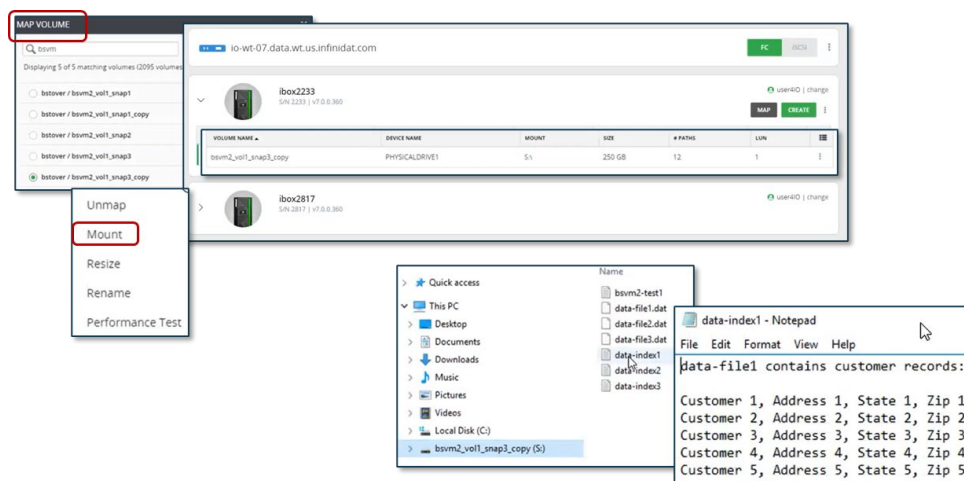 MAP VOLUME
bsvm
Displaying 5 of 5 matching volumes (2095 volumes
bstover / bsvm2_vol1_snap1
bstover / bsvm2_vol1_snap1_copy
bstover / bsvm2_vol1_snap2
bstover / bsvm2_vol1_snap3
bstover / bsvm2_vol1_snap3_copy
io-wt-07.data.wt.us.infinidat.com
FC iSCSI
ibox2233
S/N 2233 | v7.0.0.360
user4IO | change
MAP CREATE
VOLUME NAME DEVICE NAME MOUNT SIZE # PATHS LUN
bsvm2_vol1_snap3_copy PHYSICALDRIVE1 S:\ 250 GB 12 1
ibox2817
S/N 2817 | v7.0.0.360
user4IO | change
Unmap
Mount
Resize
Rename
Performance Test
Quick access
This PC
Desktop
Documents
Downloads
Music
Pictures
Videos
Local Disk (C:)
bsvm2_vol1_snap3_copy (S:)
Name
bsvm2-test1
data-file1.dat
data-file2.dat
data-file3.dat
data-index1
data-index2
data-index3
data-index1 - Notepad
File Edit Format View Help
data-file1 contains customer records:
Customer 1, Address 1, State 1, Zip 1
Customer 2, Address 2, State 2, Zip 2
Customer 3, Address 3, State 3, Zip 3
Customer 4, Address 4, State 4, Zip 4
Customer 5, Address 5, State 5, Zip 5